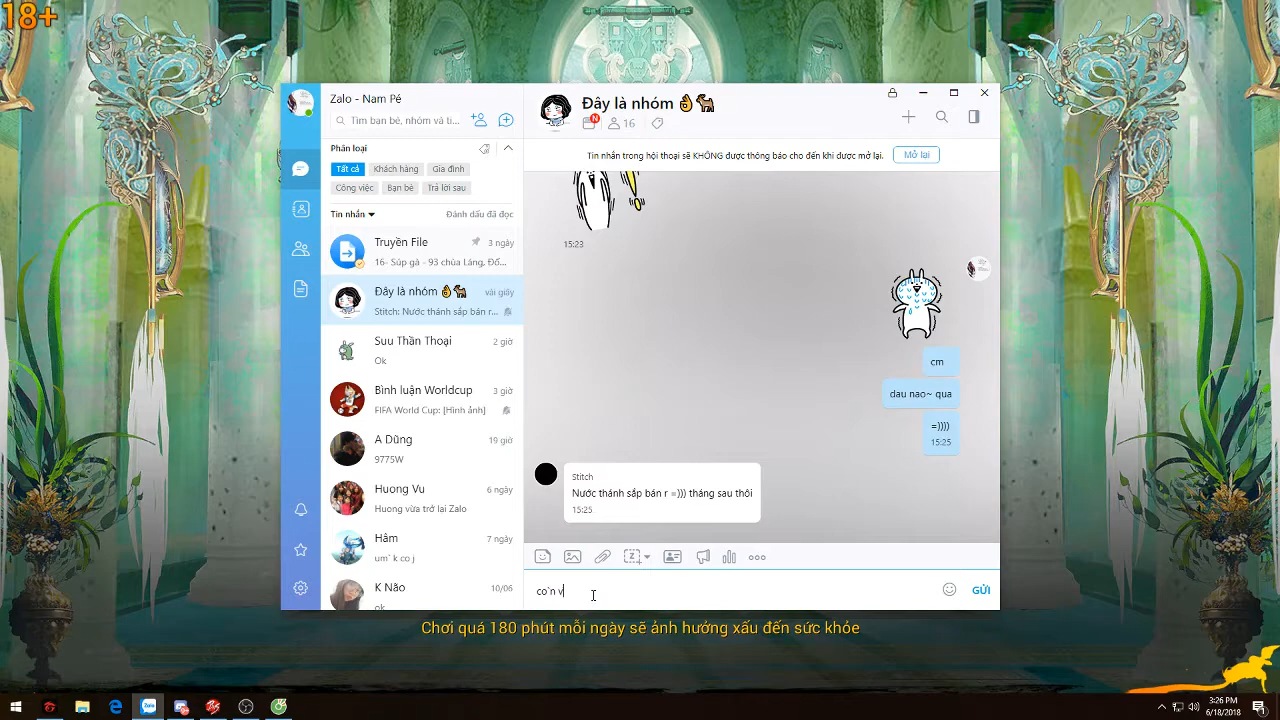 18+
Zalo - Nam Pé
Tìm bạn bè, nhóm và ti...
Phân loại
Tất cả
Khách hàng
Gia đình
Công việc
Bạn bè
Trả lời sau
Tin nhắn
Đánh dấu đã đọc
Truyền File
3 ngày
16- Súp gà - 93 chùa Láng, Đố...
Đây là nhóm 👌🐕
vài giây
Stitch: Nước thánh sắp bán r...
Suu Thần Thoại
2 giờ
Ok
Bình luận Worldcup
3 giờ
FIFA World Cup: [Hình ảnh]
A Dũng
19 giờ
9775W
Huong Vu
6 ngày
Huong vừa trở lại Zalo
Hâm
7 ngày
um` k co j
K Não
10/06
ok
Đây là nhóm 👌🐕
N
16
Tin nhắn trong hội thoại sẽ KHÔNG được thông báo cho đến khi được mở lại.
Mở lại
15:23
cm
dau nao~ qua
=))))
15:25
Stitch
Nước thánh sắp bán r =))) tháng sau thôi
15:25
co`n v
GỬI
Chơi quá 180 phút mỗi ngày sẽ ảnh hưởng xấu đến sức khỏe
Zalo
3:26 PM
6/18/2018